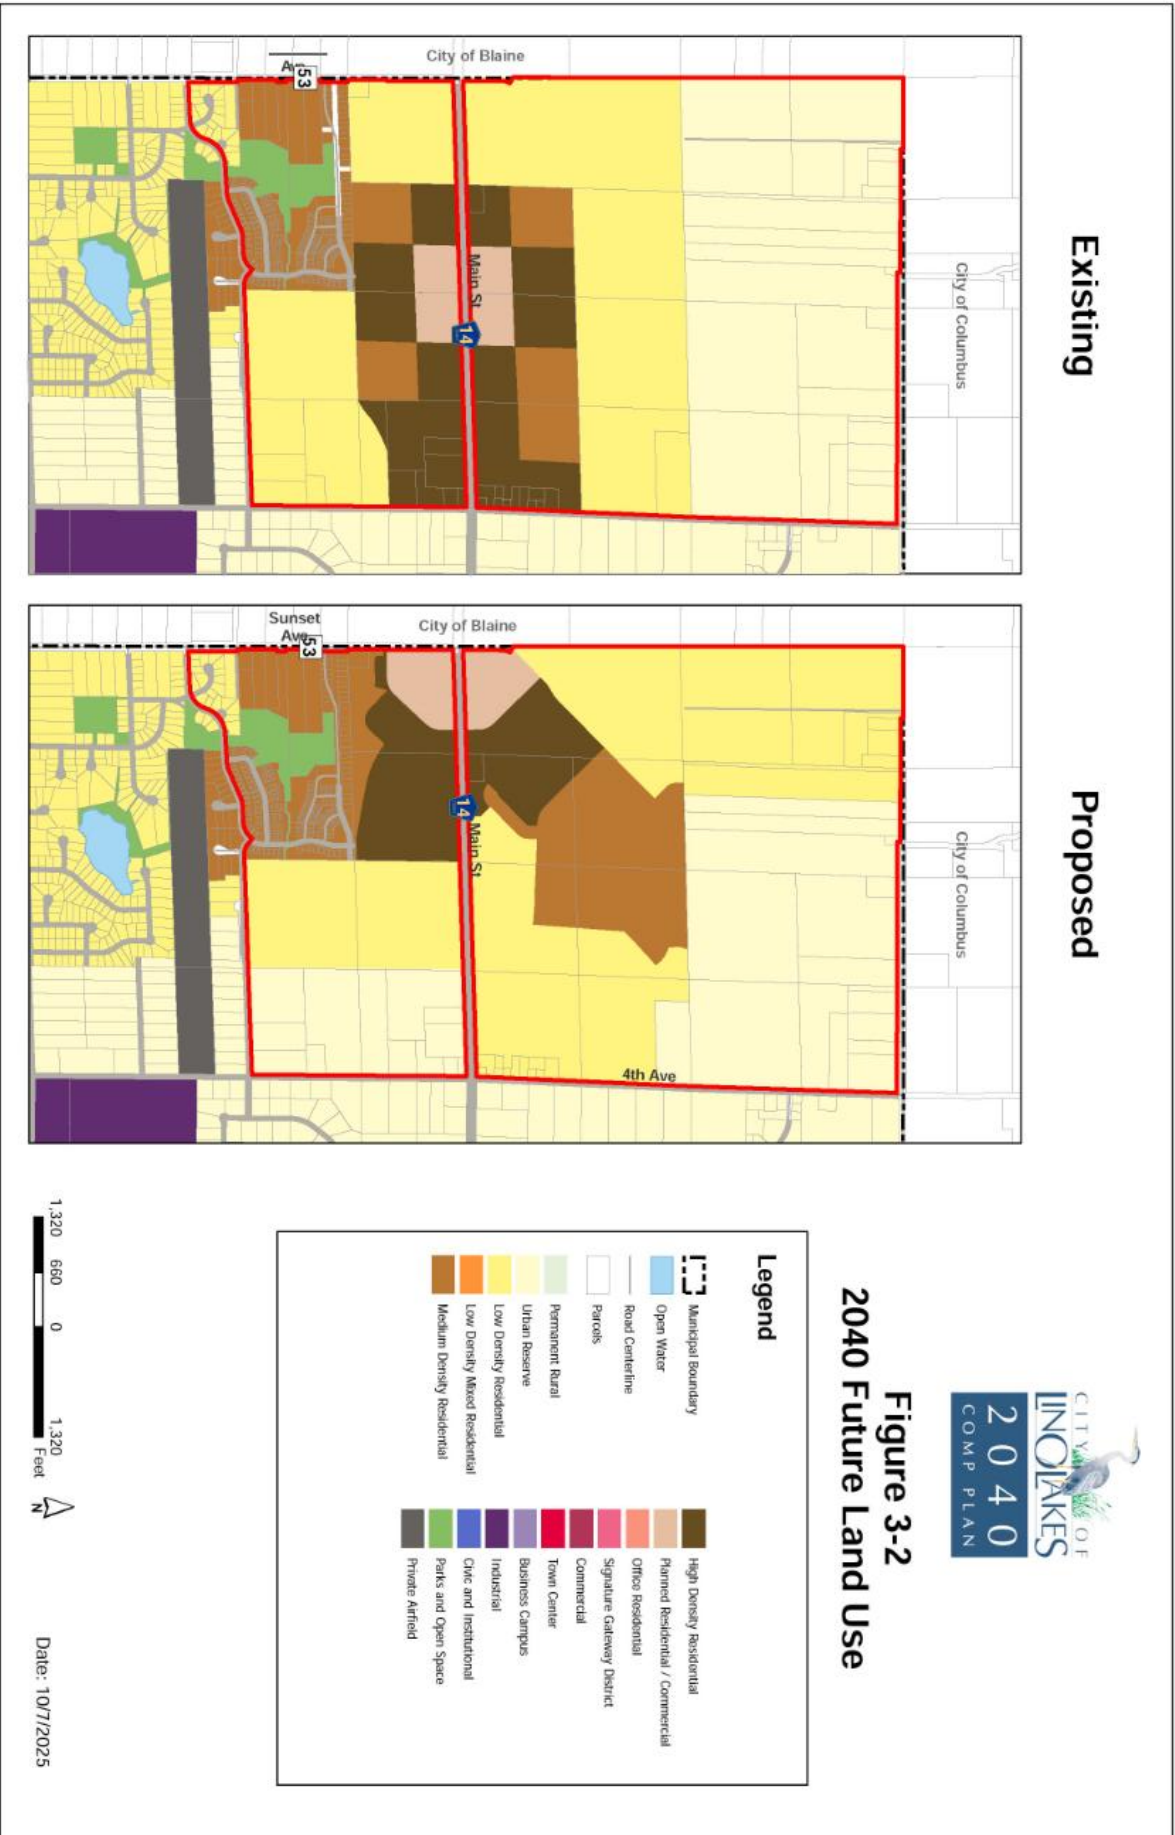 Existing
City of Blaine
Ave
53
Main St
14
City of Columbus
Proposed
Sunset
Ave
53
City of Blaine
14
Main St
City of Columbus
4th Ave
CITY OF
LINO LAKES
2040
COMP PLAN
Figure 3-2
2040 Future Land Use
Legend
Municipal Boundary
Open Water
Road Centerline
Parcels
Permanent Rural
Urban Reserve
Low Density Residential
Low Density Mixed Residential
Medium Density Residential
High Density Residential
Planned Residential / Commercial
Office Residential
Signature Gateway District
Commercial
Town Center
Business Campus
Industrial
Civic and Institutional
Parks and Open Space
Private Airfield
1,320 660 0 1,320
Feet
N
Date: 10/7/2025